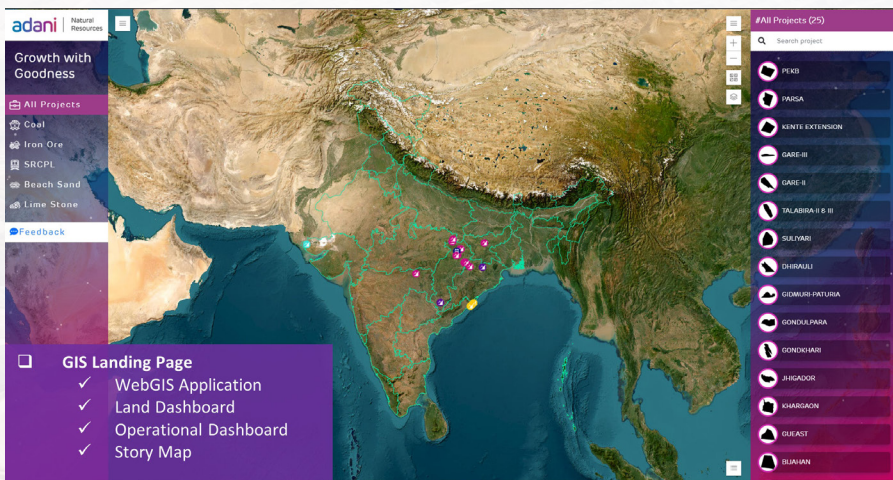 adani
Natural
Resources
Growth with
Goodness
All Projects
Coal
Iron Ore
SRCPL
Beach Sand
Lime Stone
Feedback
GIS Landing Page
WebGIS Application
Land Dashboard
Operational Dashboard
Story Map
#All Projects (25)
Search project
PEKB
PARSA
KENTE EXTENSION
GARE-III
GARE-II
TALABIRA-II & III
SULIYARI
DHIRAULI
GIDMURI-PATURIA
GONDULPARA
GONDKHARI
JHIGADOR
KHARGAON
GUEAST
BIJAHAN